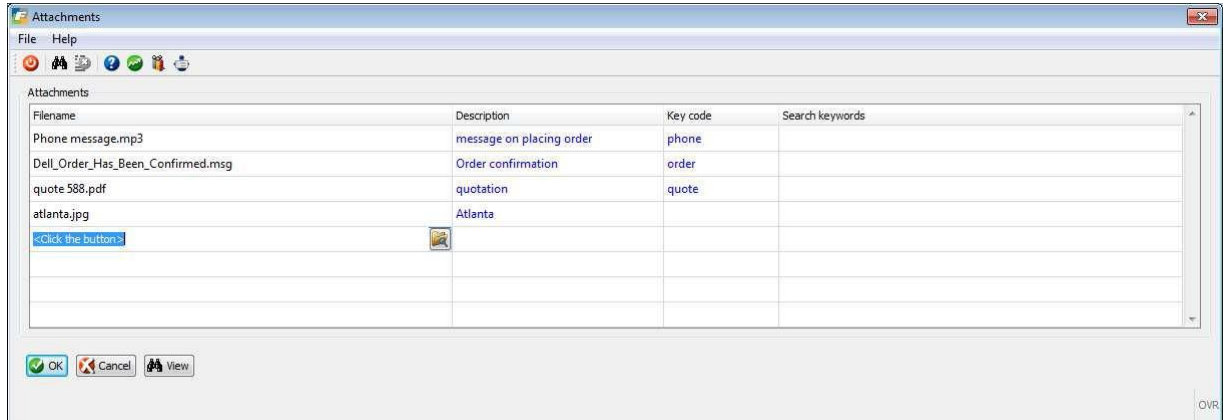 Attachments
File Help
Attachments
Filename Description Key code Search keywords
Phone message.mp3 message on placing order phone
Dell_Order_Has_Been_Confirmed.msg Order confirmation order
quote 588.pdf quotation quote
atlanta.jpg Atlanta
<Click the button>
OK Cancel View
OVR